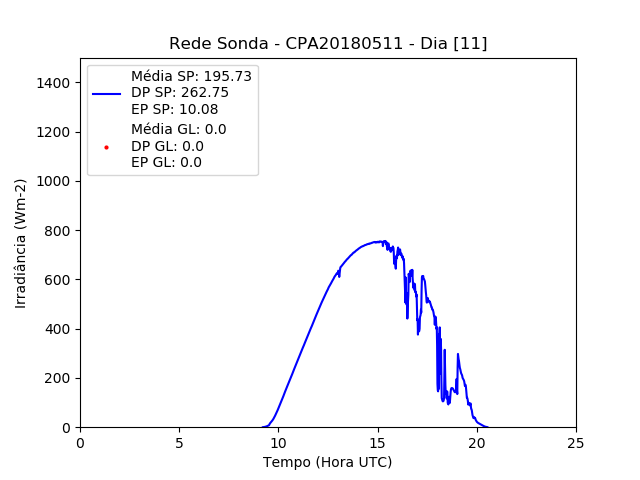 Rede Sonda - CPA20180511 - Dia [11]
Média SP: 195.73
DP SP: 262.75
EP SP: 10.08
Média GL: 0.0
DP GL: 0.0
EP GL: 0.0
1400
1200
1000
800
600
400
200
0
Irradiância (Wm-2)
0 5 10 15 20 25
Tempo (Hora UTC)